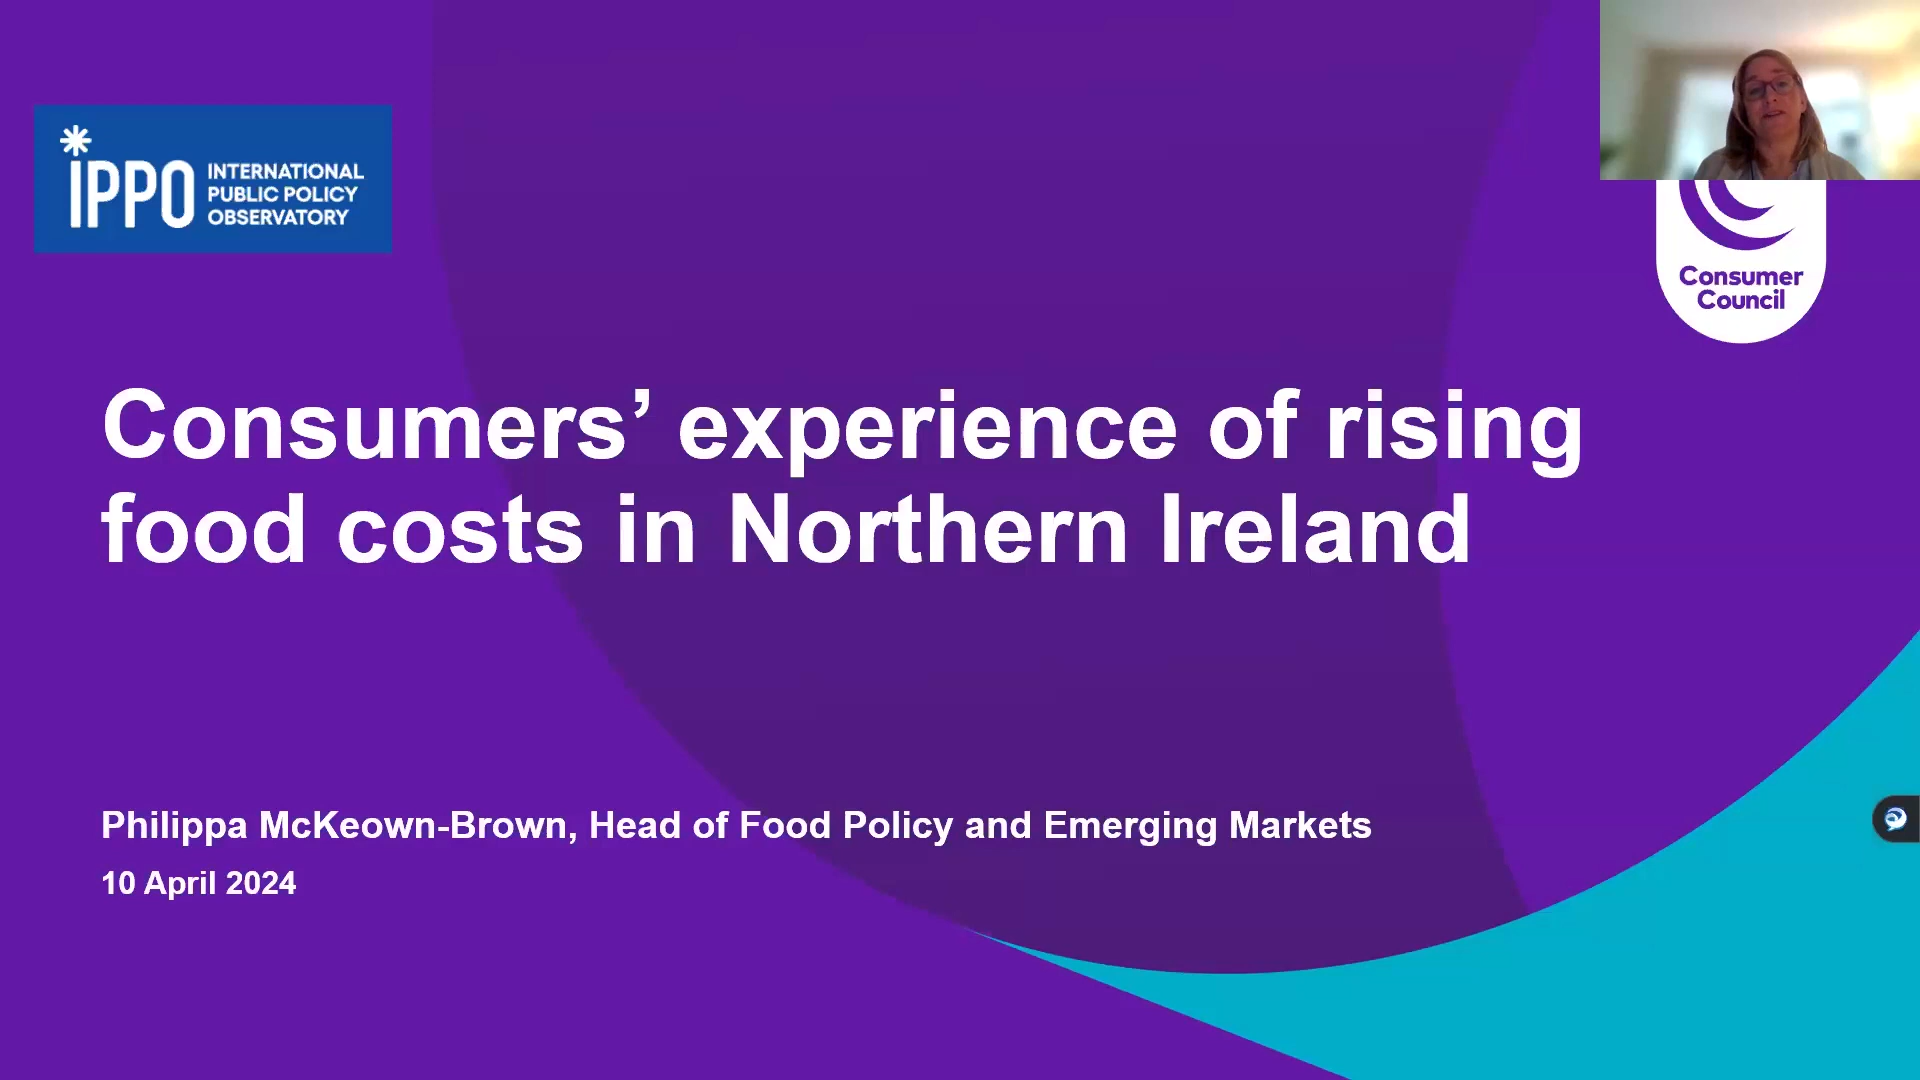 iPPO
INTERNATIONAL
PUBLIC POLICY
OBSERVATORY
Consumer
Council
Consumers’ experience of rising
food costs in Northern Ireland
Philippa McKeown-Brown, Head of Food Policy and Emerging Markets
10 April 2024